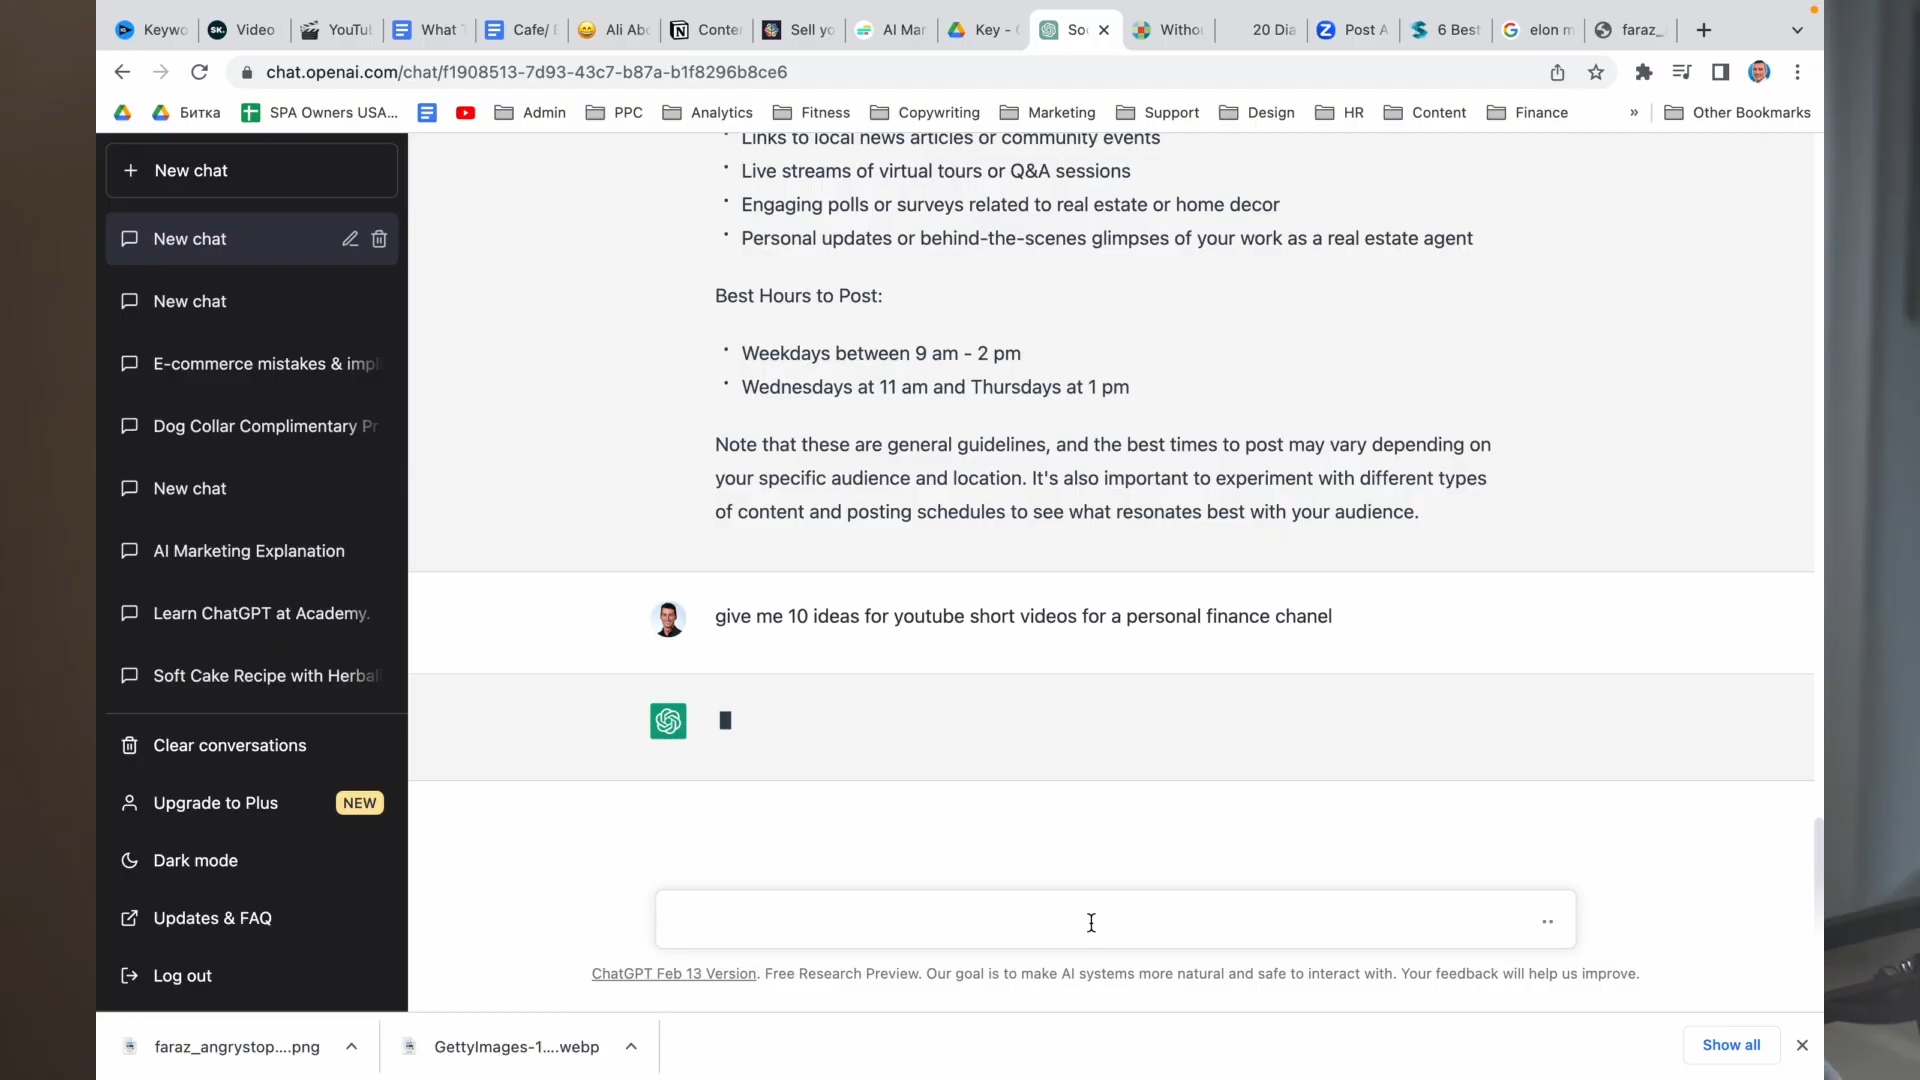 Keywo
Video
YouTu
What T
Cafe/
Ali Abo
Conte
Sell yo
AI Mar
Key -
Soc
Witho
20 Dia
Post A
6 Best
elon m
faraz_
chat.openai.com/chat/f1908513-7d93-43c7-b87a-b1f8296b8ce6
Битка
SPA Owners USA...
Admin
PPC
Analytics
Fitness
Copywriting
Marketing
Support
Design
HR
Content
Finance
»
Other Bookmarks
+ New chat
New chat
New chat
E-commerce mistakes & impl
Dog Collar Complimentary Pr
New chat
AI Marketing Explanation
Learn ChatGPT at Academy.
Soft Cake Recipe with Herbal
Clear conversations
Upgrade to Plus
NEW
Dark mode
Updates & FAQ
Log out
Links to local news articles or community events
Live streams of virtual tours or Q&A sessions
Engaging polls or surveys related to real estate or home decor
Personal updates or behind-the-scenes glimpses of your work as a real estate agent
Best Hours to Post:
Weekdays between 9 am - 2 pm
Wednesdays at 11 am and Thursdays at 1 pm
Note that these are general guidelines, and the best times to post may vary depending on
your specific audience and location. It's also important to experiment with different types
of content and posting schedules to see what resonates best with your audience.
give me 10 ideas for youtube short videos for a personal finance chanel
ChatGPT Feb 13 Version. Free Research Preview. Our goal is to make AI systems more natural and safe to interact with. Your feedback will help us improve.
faraz_angrystop....png
GettyImages-1....webp
Show all